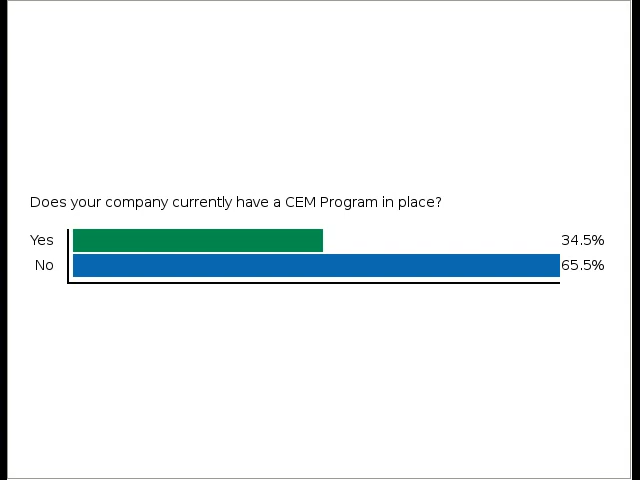 Does your company currently have a CEM Program in place?
Yes 34.5%
No 65.5%